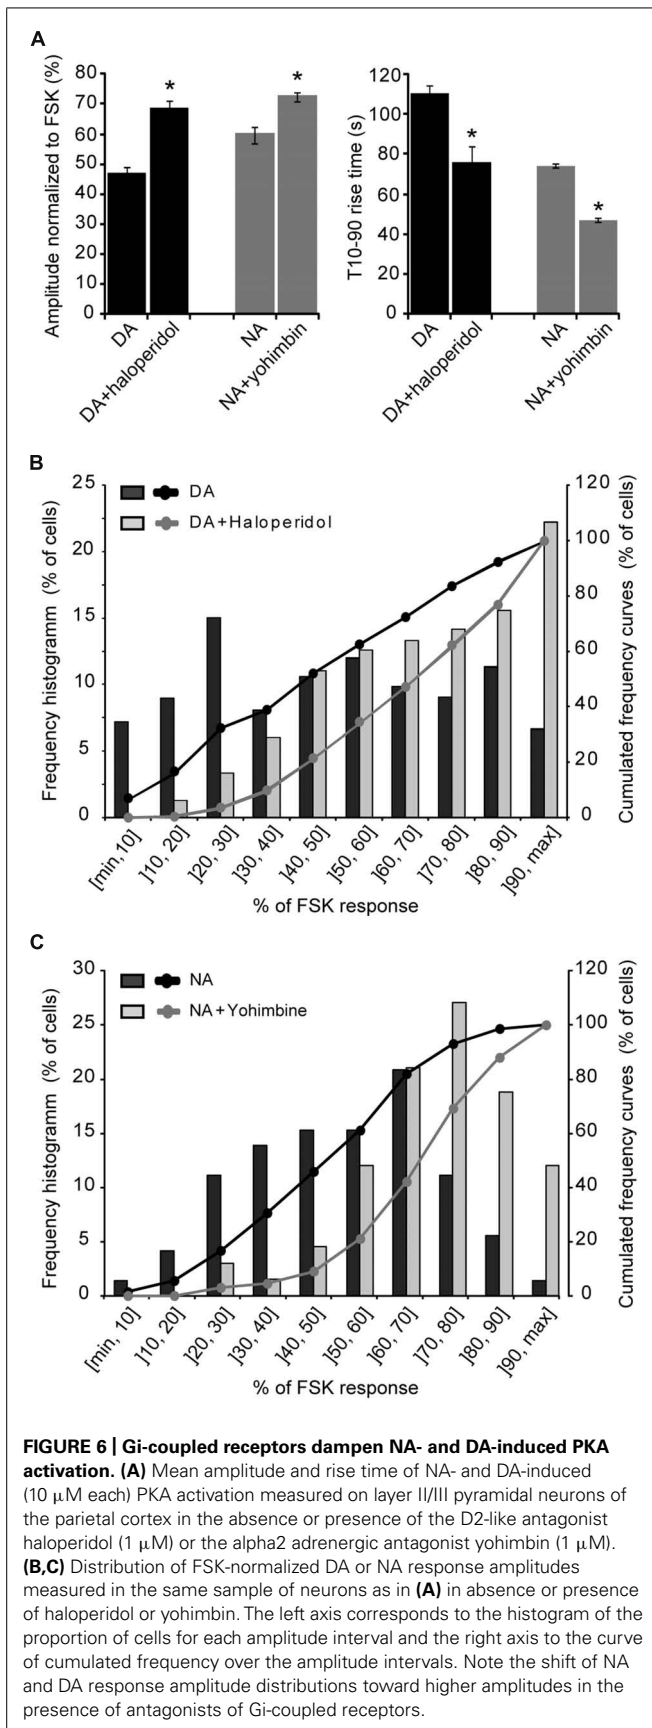 A
Amplitude normalized to FSK (%)
80
70
60
50
40
30
20
10
0
*
*
DA
DA+haloperidol
NA
NA+yohimbin
T10-90 rise time (s)
120
100
80
60
40
20
0
*
*
DA
DA+haloperidol
NA
NA+yohimbin
B
Frequency histogramm (% of cells)
25
20
15
10
5
0
DA
DA+Haloperidol
120
100
80
60
40
20
0
Cumulated frequency curves (% of cells)
[min, 10]
]10, 20]
]20, 30]
]30, 40]
]40, 50]
]50, 60]
]60, 70]
]70, 80]
]80, 90]
]90, max]
% of FSK response
C
Frequency histogramm (% of cells)
30
25
20
15
10
5
0
NA
NA+Yohimbine
120
100
80
60
40
20
0
Cumulated frequency curves (% of cells)
[min, 10]
]10, 20]
]20, 30]
]30, 40]
]40, 50]
]50, 60]
]60, 70]
]70, 80]
]80, 90]
]90, max]
% of FSK response
FIGURE 6 | Gi-coupled receptors dampen NA- and DA-induced PKA
activation. (A) Mean amplitude and rise time of NA- and DA-induced
(10 μM each) PKA activation measured on layer II/III pyramidal neurons of
the parietal cortex in the absence or presence of the D2-like antagonist
haloperidol (1 μM) or the alpha2 adrenergic antagonist yohimbin (1 μM).
(B,C) Distribution of FSK-normalized DA or NA response amplitudes
measured in the same sample of neurons as in (A) in absence or presence
of haloperidol or yohimbin. The left axis corresponds to the histogram of the
proportion of cells for each amplitude interval and the right axis to the curve
of cumulated frequency over the amplitude intervals. Note the shift of NA
and DA response amplitude distributions toward higher amplitudes in the
presence of antagonists of Gi-coupled receptors.